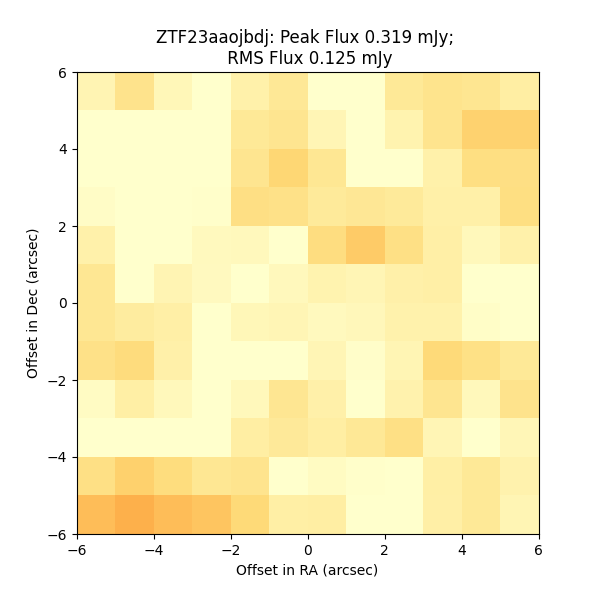 ZTF23aaojbdj: Peak Flux 0.319 mJy;
RMS Flux 0.125 mJy
6
4
2
0
−2
−4
−6
Offset in Dec (arcsec)
−6 −4 −2 0 2 4 6
Offset in RA (arcsec)